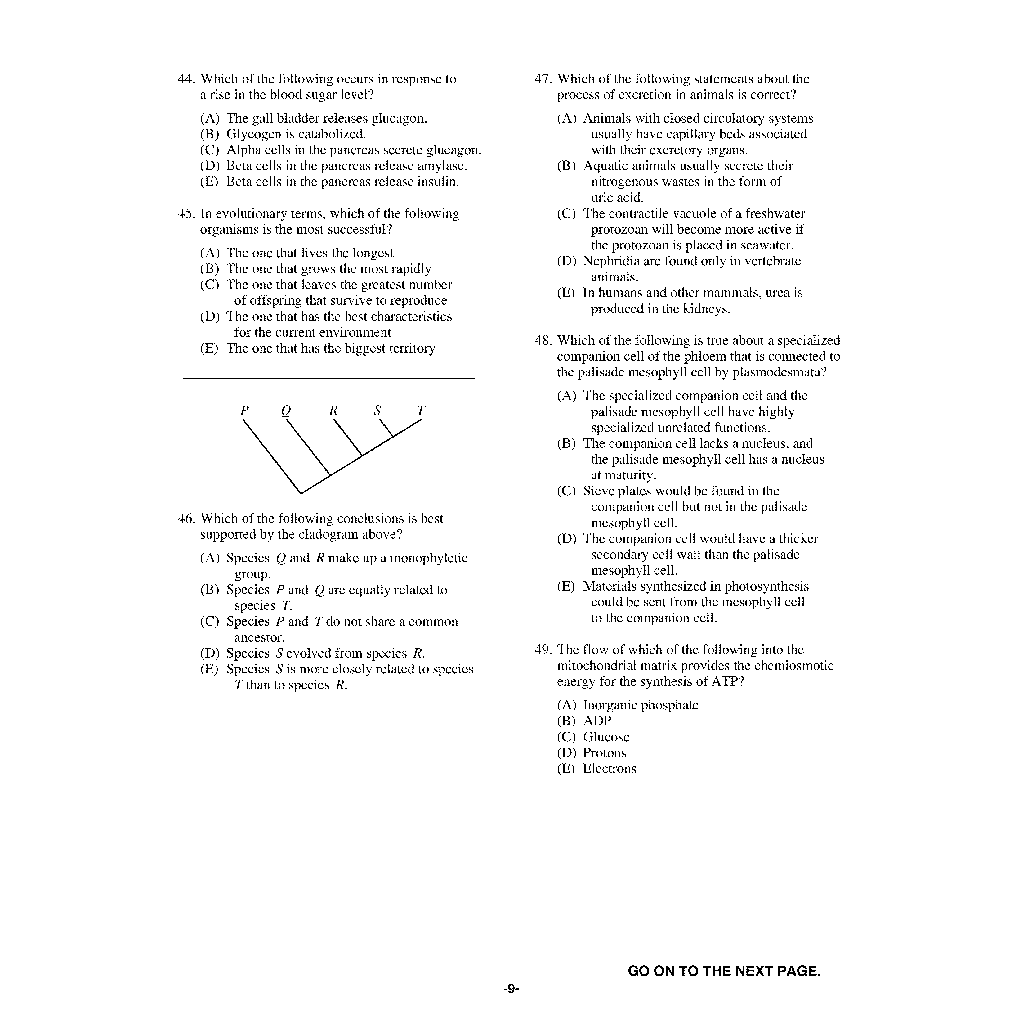 44. Which of the following occurs in response to
a rise in the blood sugar level?
(A) The gall bladder releases glucagon.
(B) Glycogen is catabolized.
(C) Alpha cells in the pancreas secrete glucagon.
(D) Beta cells in the pancreas release amylase.
(E) Beta cells in the pancreas release insulin.
45. In evolutionary terms, which of the following
organisms is the most successful?
(A) The one that lives the longest
(B) The one that grows the most rapidly
(C) The one that leaves the greatest number
of offspring that survive to reproduce
(D) The one that has the best characteristics
for the current environment
(E) The one that has the biggest territory
P Q R S T
46. Which of the following conclusions is best
supported by the cladogram above?
(A) Species Q and R make up a monophyletic
group.
(B) Species P and Q are equally related to
species T.
(C) Species P and T do not share a common
ancestor.
(D) Species S evolved from species R.
(E) Species S is more closely related to species
T than to species R.
47. Which of the following statements about the
process of excretion in animals is correct?
(A) Animals with closed circulatory systems
usually have capillary beds associated
with their excretory organs.
(B) Aquatic animals usually secrete their
nitrogenous wastes in the form of
uric acid.
(C) The contractile vacuole of a freshwater
protozoan will become more active if
the protozoan is placed in seawater.
(D) Nephridia are found only in vertebrate
animals.
(E) In humans and other mammals, urea is
produced in the kidneys.
48. Which of the following is true about a specialized
companion cell of the phloem that is connected to
the palisade mesophyll cell by plasmodesmata?
(A) The specialized companion cell and the
palisade mesophyll cell have highly
specialized unrelated functions.
(B) The companion cell lacks a nucleus, and
the palisade mesophyll cell has a nucleus
at maturity.
(C) Sieve plates would be found in the
companion cell but not in the palisade
mesophyll cell.
(D) The companion cell would have a thicker
secondary cell wall than the palisade
mesophyll cell.
(E) Materials synthesized in photosynthesis
could be sent from the mesophyll cell
to the companion cell.
49. The flow of which of the following into the
mitochondrial matrix provides the chemiosmotic
energy for the synthesis of ATP?
(A) Inorganic phosphate
(B) ADP
(C) Glucose
(D) Protons
(E) Electrons
GO ON TO THE NEXT PAGE.
-9-